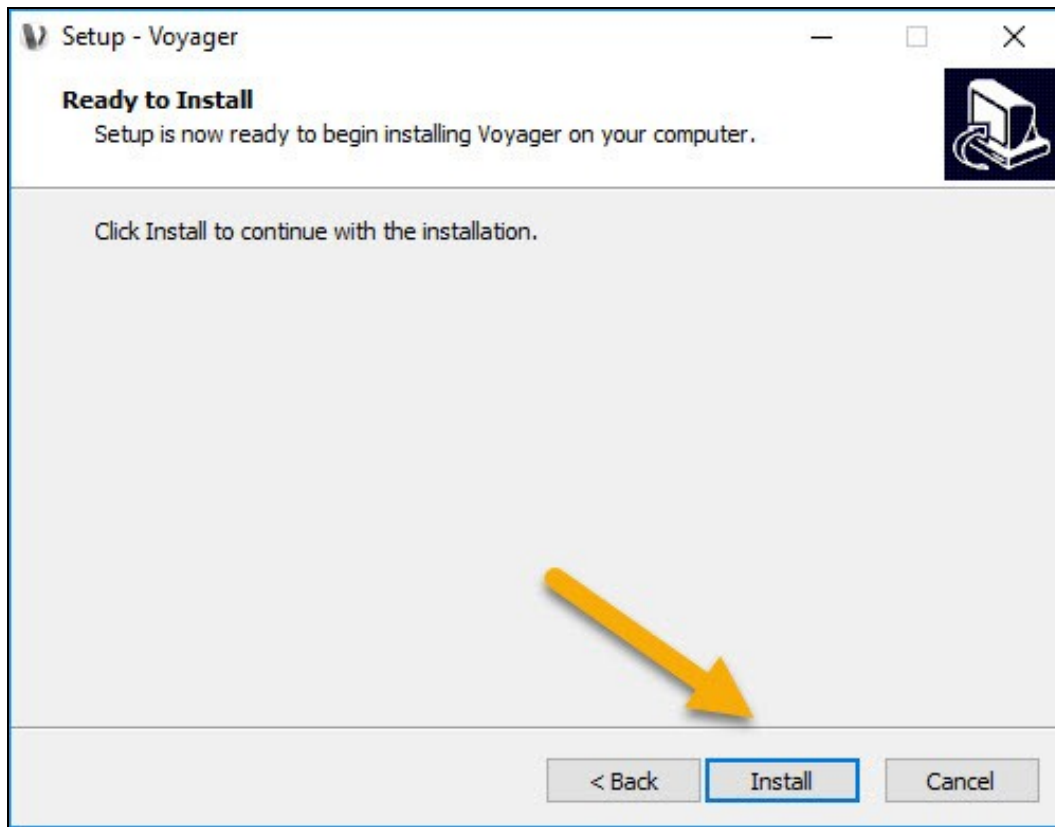 Setup - Voyager
Ready to Install
Setup is now ready to begin installing Voyager on your computer.
Click Install to continue with the installation.
< Back Install Cancel